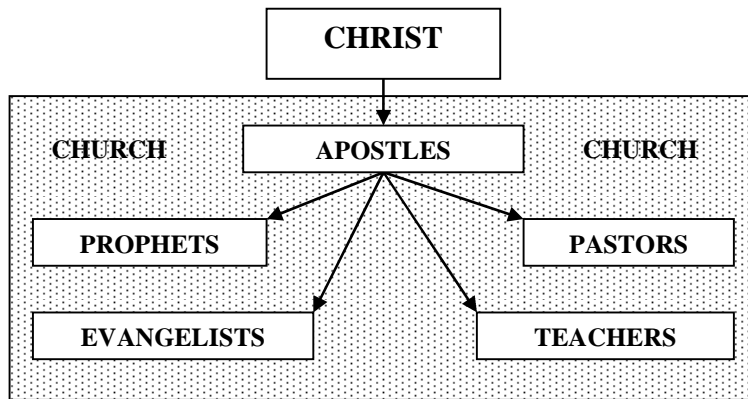 CHRIST
CHURCH
APOSTLES
CHURCH
PROPHETS
PASTORS
EVANGELISTS
TEACHERS